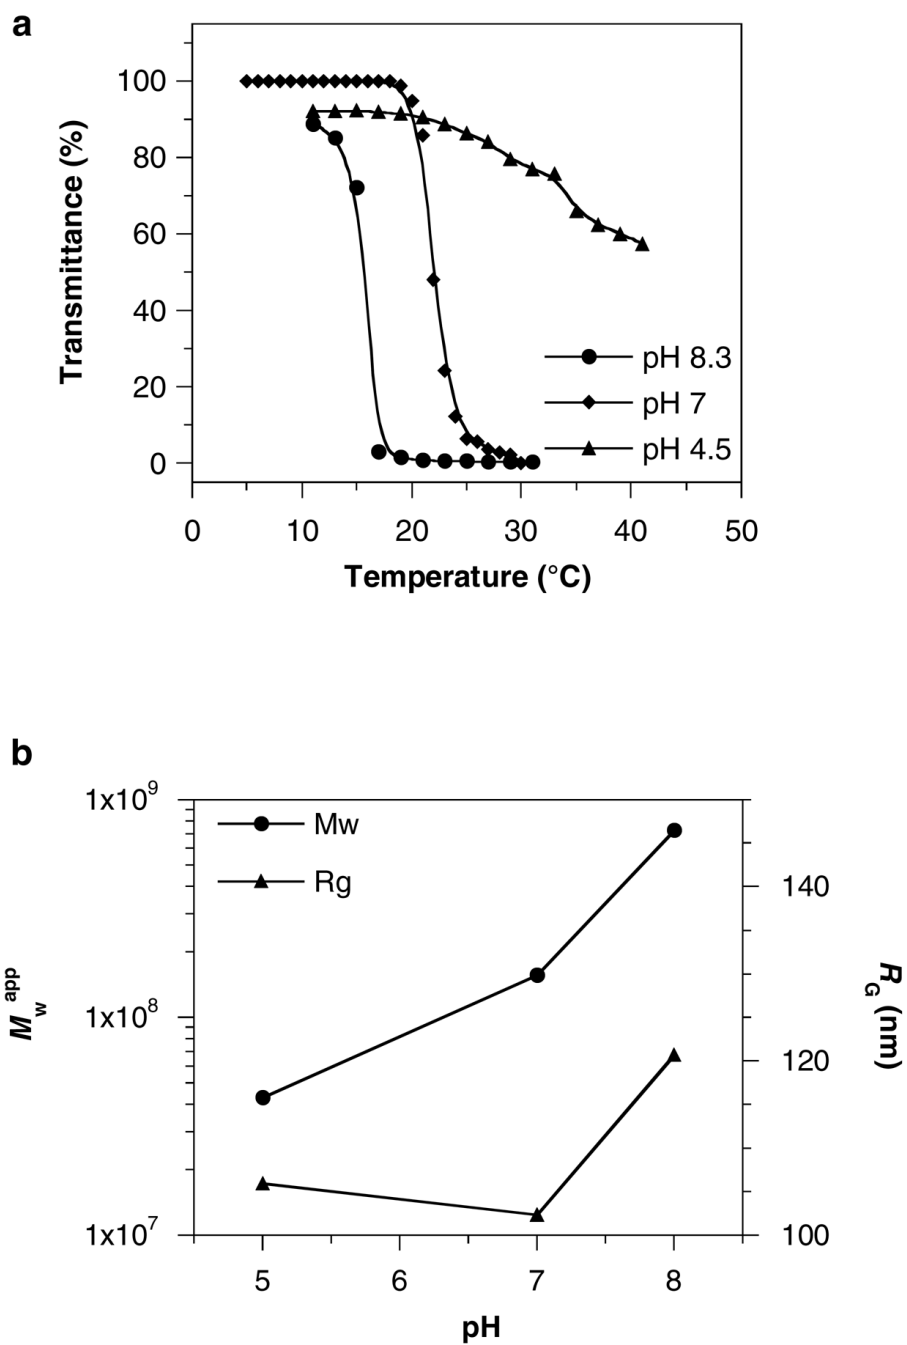 a
Transmittance (%)
100
80
60
40
20
0
pH 8.3
pH 7
pH 4.5
0 10 20 30 40 50
Temperature (°C)
b
Mw
Rg
1x10⁹
1x10⁸
1x10⁷
M_w^app
140
120
100
R_G (nm)
5 6 7 8
pH